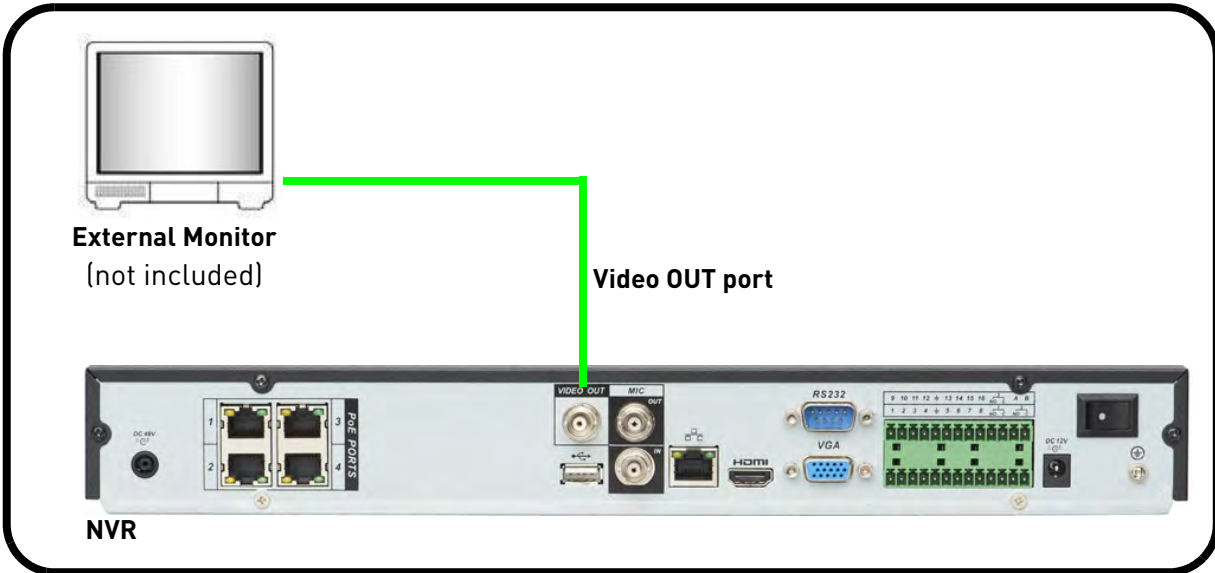 External Monitor
(not included)
Video OUT port
VIDEO OUT
MIC
OUT
IN
RS232
VGA
HDMI
9 10 11 12 ⏚ 13 14 15 16 NO C A B
1 2 3 4 ⏚ 5 6 7 8
DC 48V
1
2
3
4
PoE PORTS
DC 12V
NVR